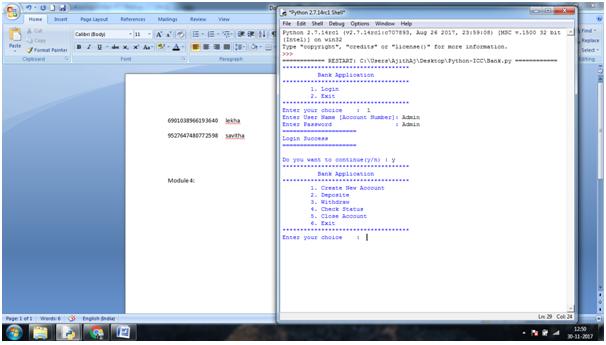 Home Insert Page Layout References Mailings Review View
Paste
Cut
Copy
Format Painter
Clipboard
Calibri (Body)
11
Font
Paragraph
Find
Replace
Select
Editing
6901038966193640 lekha
9527647480772598 savitha
Module 4:
*Python 2.7.14rc1 Shell*
File Edit Shell Debug Options Window Help
Python 2.7.14rc1 (v2.7.14rc1:c707893, Aug 26 2017, 23:59:08) [MSC v.1500 32 bit
(Intel)] on win32
Type "copyright", "credits" or "license()" for more information.
>>>
============ RESTART: C:\Users\AjithAj\Desktop\Python-ICC\Bank.py ============
************************************
Bank Application
************************************
1. Login
2. Exit
************************************
Enter your choice : 1
Enter User Name [Account Number]: Admin
Enter Password : Admin
=====================
Login Success
=====================
Do you want to continue(y/n) : y
************************************
Bank Application
************************************
1. Create New Account
2. Deposite
3. Withdraw
4. Check Status
5. Close Account
6. Exit
************************************
Enter your choice :
Ln: 29 Col: 24
Page: 1 of 1 Words: 6 English (India)
12:50
30-11-2017